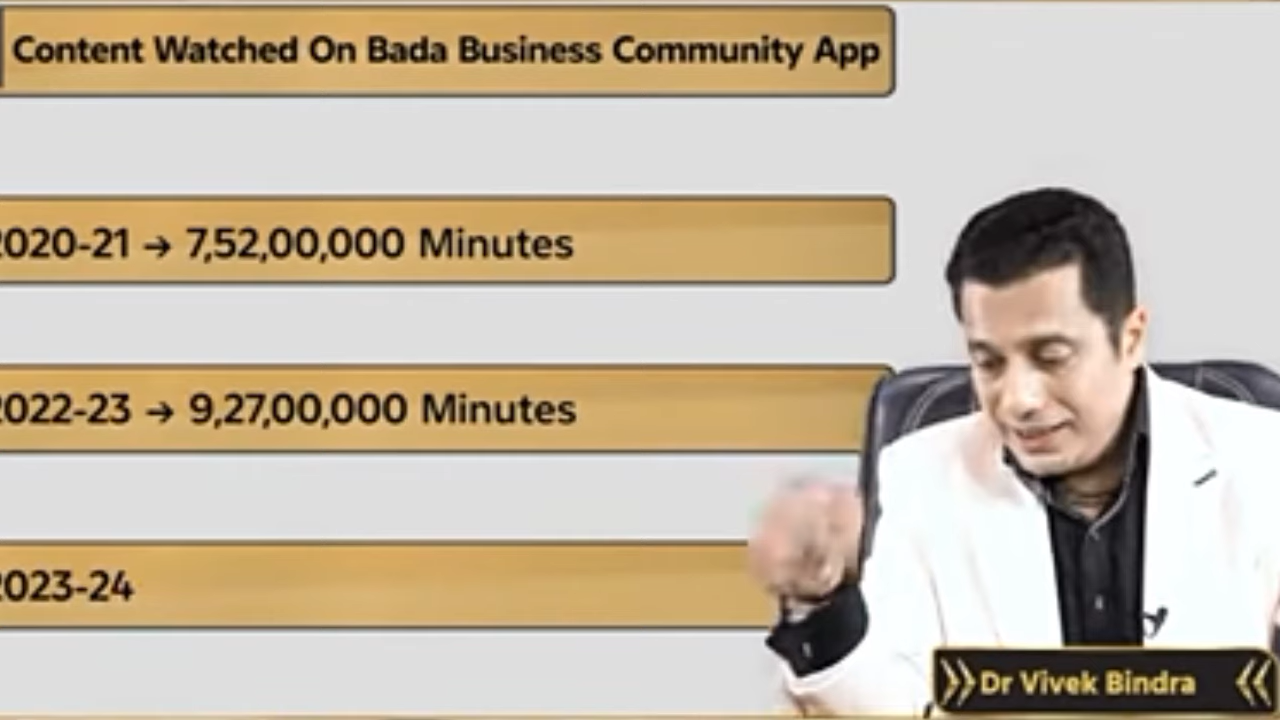 Content Watched On Bada Business Community App
2020-21 → 7,52,00,000 Minutes
2022-23 → 9,27,00,000 Minutes
2023-24
Dr Vivek Bindra